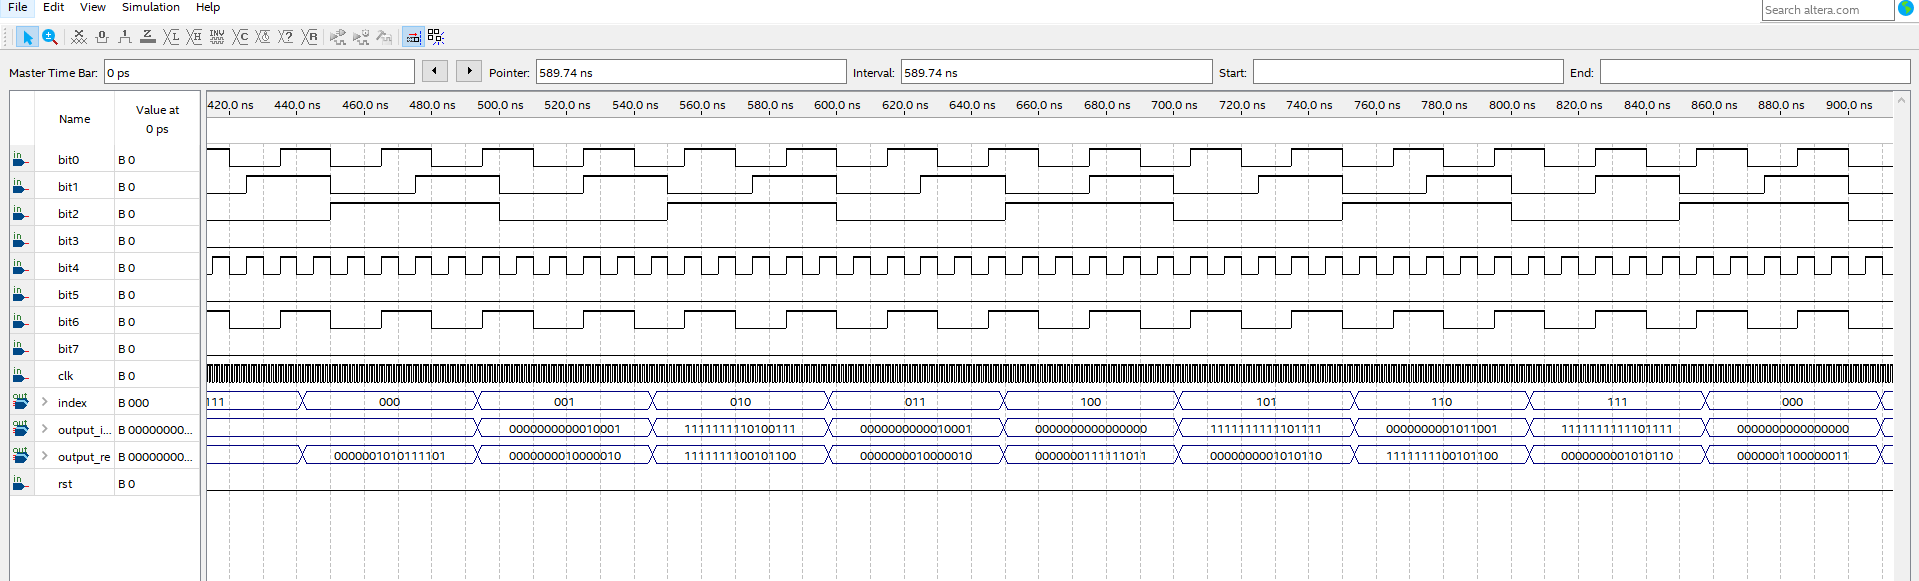 File Edit View Simulation Help
Search altera.com
Master Time Bar: 0 ps Pointer: 589.74 ns Interval: 589.74 ns Start: End:
Name Value at 0 ps 420.0 ns 440.0 ns 460.0 ns 480.0 ns 500.0 ns 520.0 ns 540.0 ns 560.0 ns 580.0 ns 600.0 ns 620.0 ns 640.0 ns 660.0 ns 680.0 ns 700.0 ns 720.0 ns 740.0 ns 760.0 ns 780.0 ns 800.0 ns 820.0 ns 840.0 ns 860.0 ns 880.0 ns 900.0 ns
in bit0 B 0
in bit1 B 0
in bit2 B 0
in bit3 B 0
in bit4 B 0
in bit5 B 0
in bit6 B 0
in bit7 B 0
in clk B 0
out index B 000 111 000 001 010 011 100 101 110 111 000
out output_i... B 00000000... 0000000000010001 1111111110100111 0000000000010001 0000000000000000 1111111111101111 0000000001011001 1111111111101111 0000000000000000
out output_re B 00000000... 0000001010111101 0000000010000010 1111111100101100 0000000010000010 0000000111111011 0000000001010110 1111111100101100 0000000001010110 0000001100000011
in rst B 0